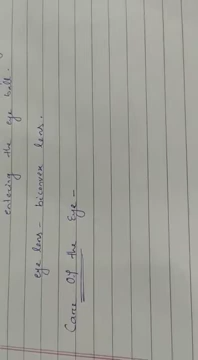 entering the eye ball.
eye lens - biconvex lens.
Care Of the Eye -